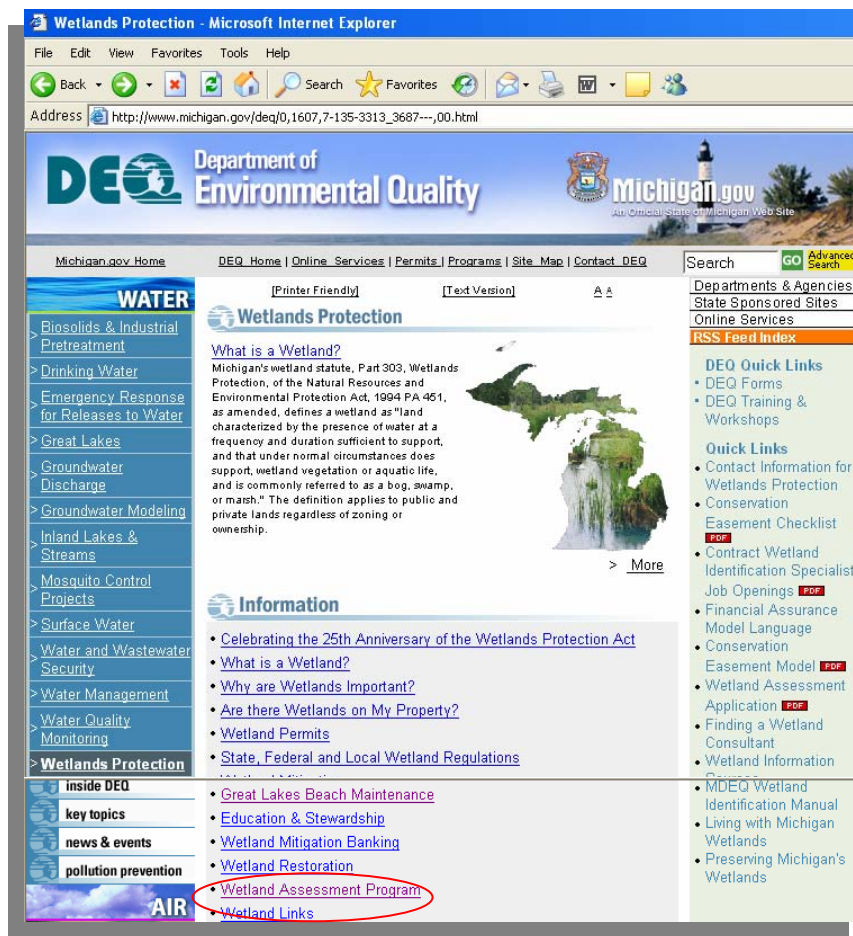 Wetlands Protection - Microsoft Internet Explorer
File Edit View Favorites Tools Help
Back Search Favorites
Address http://www.michigan.gov/deq/0,1607,7-135-3313_3687---,00.html
DEQ Department of
Environmental Quality
Michigan.gov
An Official State of Michigan Web Site
Michigan.gov Home
DEQ Home | Online Services | Permits | Programs | Site Map | Contact DEQ
Search GO Advanced
Search
WATER
> Biosolids & Industrial
Pretreatment
> Drinking Water
> Emergency Response
for Releases to Water
> Great Lakes
> Groundwater
Discharge
> Groundwater Modeling
> Inland Lakes &
Streams
> Mosquito Control
Projects
> Surface Water
> Water and Wastewater
Security
> Water Management
> Water Quality
Monitoring
> Wetlands Protection
inside DEQ
key topics
news & events
pollution prevention
AIR
[Printer Friendly] [Text Version] A A
Wetlands Protection
What is a Wetland?
Michigan's wetland statute, Part 303, Wetlands
Protection, of the Natural Resources and
Environmental Protection Act, 1994 PA 451,
as amended, defines a wetland as "land
characterized by the presence of water at a
frequency and duration sufficient to support,
and that under normal circumstances does
support, wetland vegetation or aquatic life,
and is commonly referred to as a bog, swamp,
or marsh." The definition applies to public and
private lands regardless of zoning or
ownership.
> More
Information
• Celebrating the 25th Anniversary of the Wetlands Protection Act
• What is a Wetland?
• Why are Wetlands Important?
• Are there Wetlands on My Property?
• Wetland Permits
• State, Federal and Local Wetland Regulations
• Great Lakes Beach Maintenance
• Education & Stewardship
• Wetland Mitigation Banking
• Wetland Restoration
• Wetland Assessment Program
• Wetland Links
Departments & Agencies
State Sponsored Sites
Online Services
RSS Feed Index
DEQ Quick Links
• DEQ Forms
• DEQ Training &
Workshops
Quick Links
• Contact Information for
Wetlands Protection
• Conservation
Easement Checklist
PDF
• Contract Wetland
Identification Specialist
Job Openings PDF
• Financial Assurance
Model Language
• Conservation
Easement Model PDF
• Wetland Assessment
Application PDF
• Finding a Wetland
Consultant
• Wetland Information
• MDEQ Wetland
Identification Manual
• Living with Michigan
Wetlands
• Preserving Michigan's
Wetlands